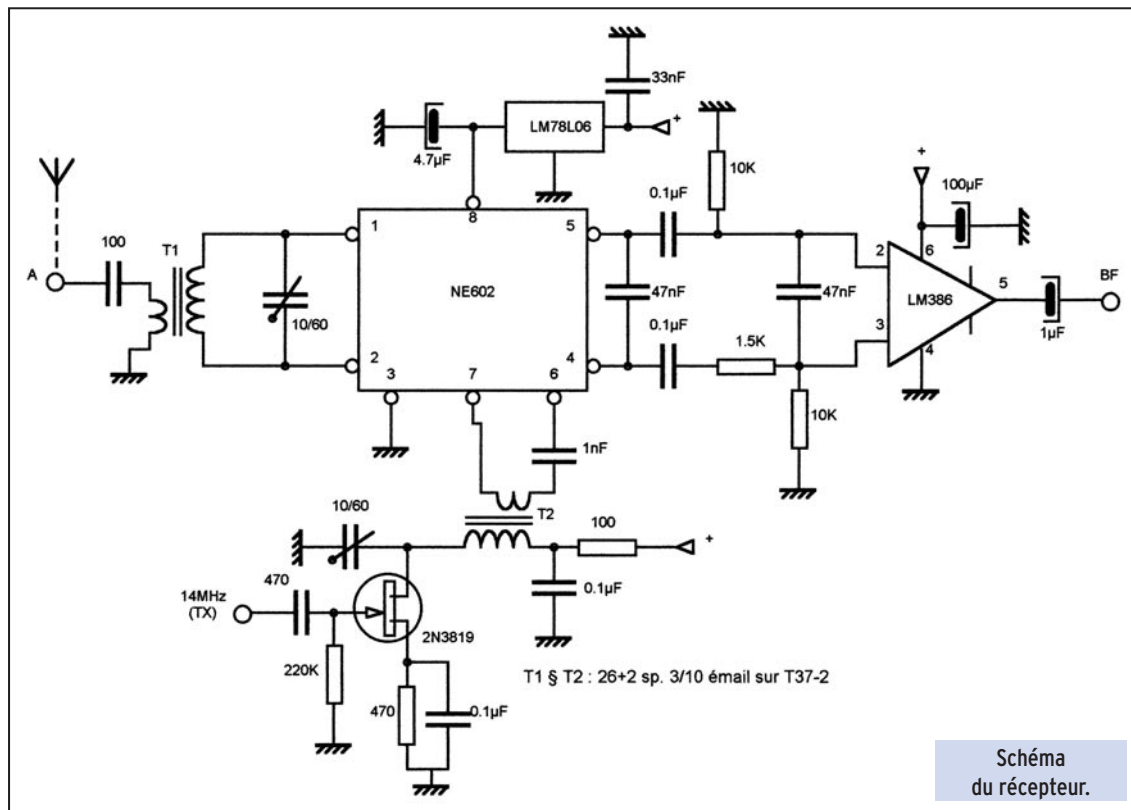 33nF
LM78L06
+
4.7µF
10K
+
100µF
0.1µF
100
T1
1
8
5
A
2
6
BF
NE602
47nF
47nF
5
LM386
10/60
0.1µF
1.5K
3
1µF
2
4
4
3
7
6
10K
1nF
10/60
T2
100
+
470
14MHz
(TX)
0.1µF
2N3819
220K
T1 § T2 : 26+2 sp. 3/10 émail sur T37-2
470
0.1µF
Schéma
du récepteur.